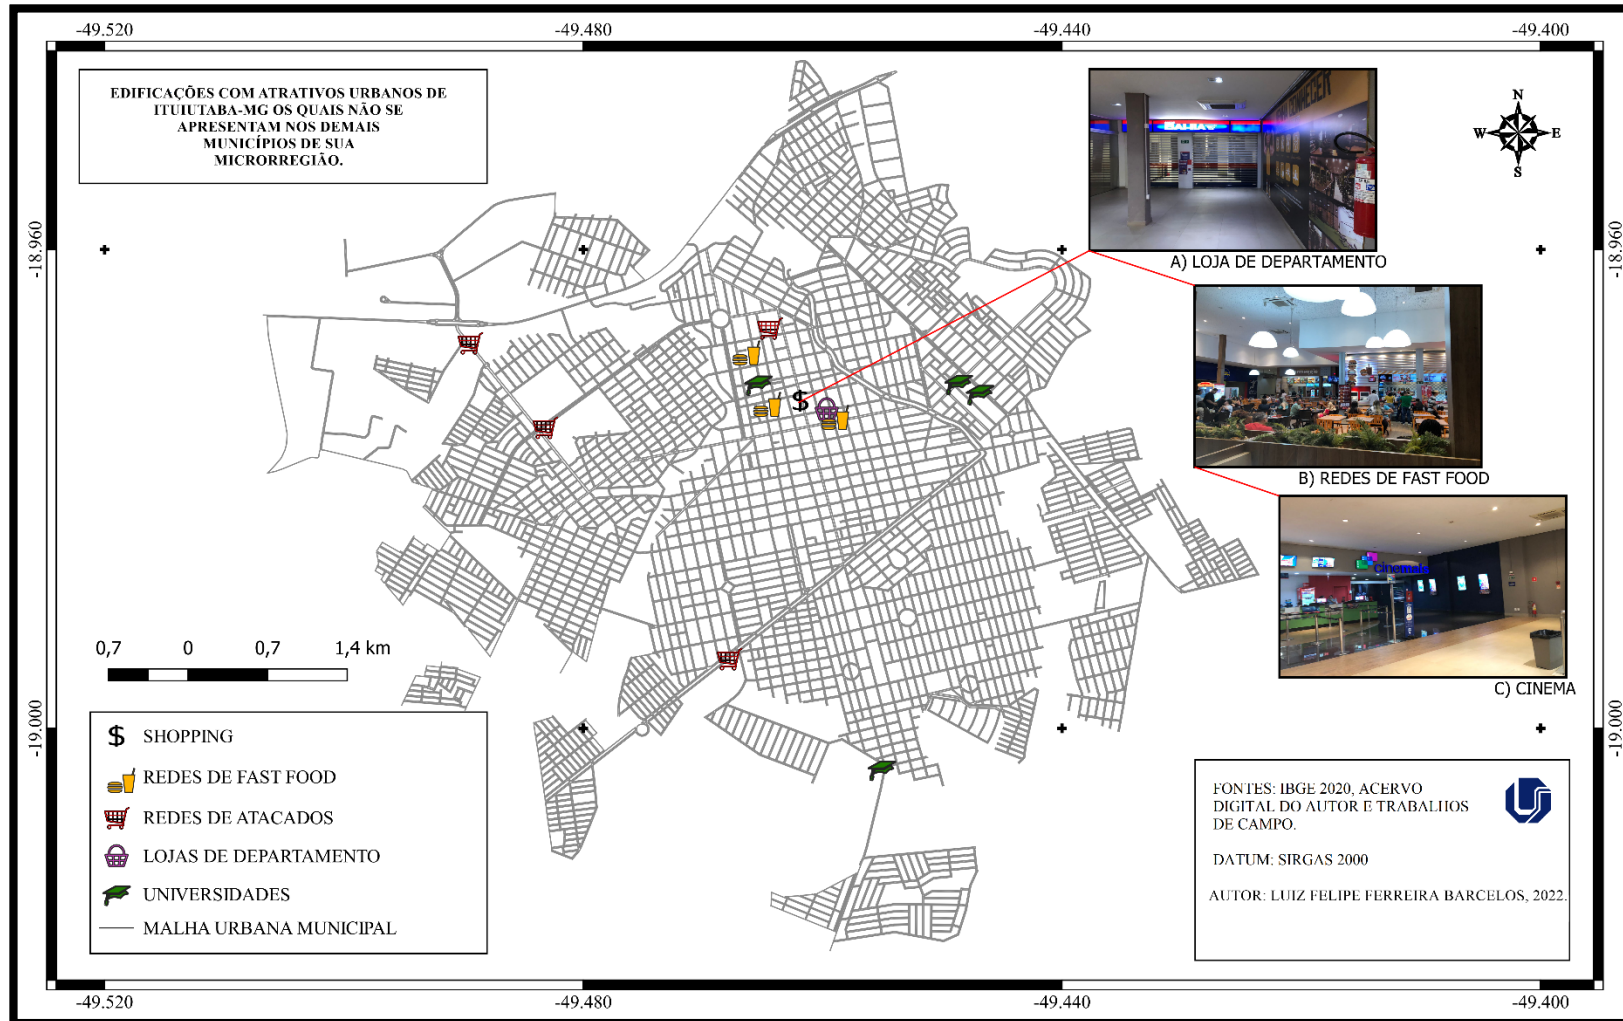 -49.520
-49.480
-49.440
-49.400
EDIFICAÇÕES COM ATRATIVOS URBANOS DE
ITUIUTABA-MG OS QUAIS NÃO SE
APRESENTAM NOS DEMAIS
MUNICÍPIOS DE SUA
MICRORREGIÃO.
N
W
E
S
-18.960
-18.960
A) LOJA DE DEPARTAMENTO
B) REDES DE FAST FOOD
cinemais
C) CINEMA
$
0,7
0
0,7
1,4 km
-19.000
-19.000
$ SHOPPING
REDES DE FAST FOOD
REDES DE ATACADOS
LOJAS DE DEPARTAMENTO
UNIVERSIDADES
MALHA URBANA MUNICIPAL
FONTES: IBGE 2020, ACERVO
DIGITAL DO AUTOR E TRABALHOS
DE CAMPO.
DATUM: SIRGAS 2000
AUTOR: LUIZ FELIPE FERREIRA BARCELOS, 2022.
-49.520
-49.480
-49.440
-49.400